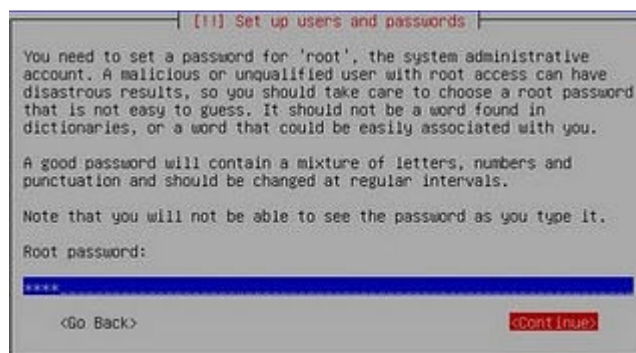 [!!] Set up users and passwords
You need to set a password for 'root', the system administrative
account. A malicious or unqualified user with root access can have
disastrous results, so you should take care to choose a root password
that is not easy to guess. It should not be a word found in
dictionaries, or a word that could be easily associated with you.
A good password will contain a mixture of letters, numbers and
punctuation and should be changed at regular intervals.
Note that you will not be able to see the password as you type it.
Root password:
****
<Go Back> <Continue>